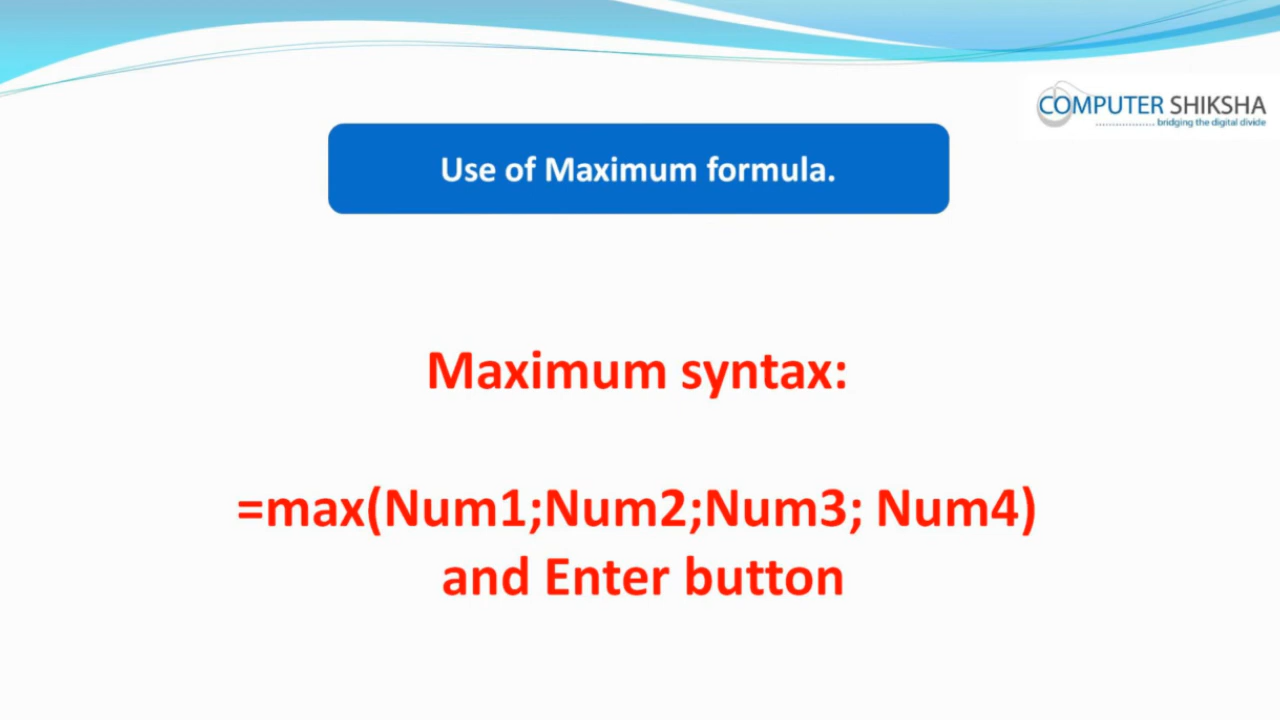 COMPUTER SHIKSHA
bridging the digital divide
Use of Maximum formula.
Maximum syntax:
=max(Num1;Num2;Num3; Num4)
and Enter button